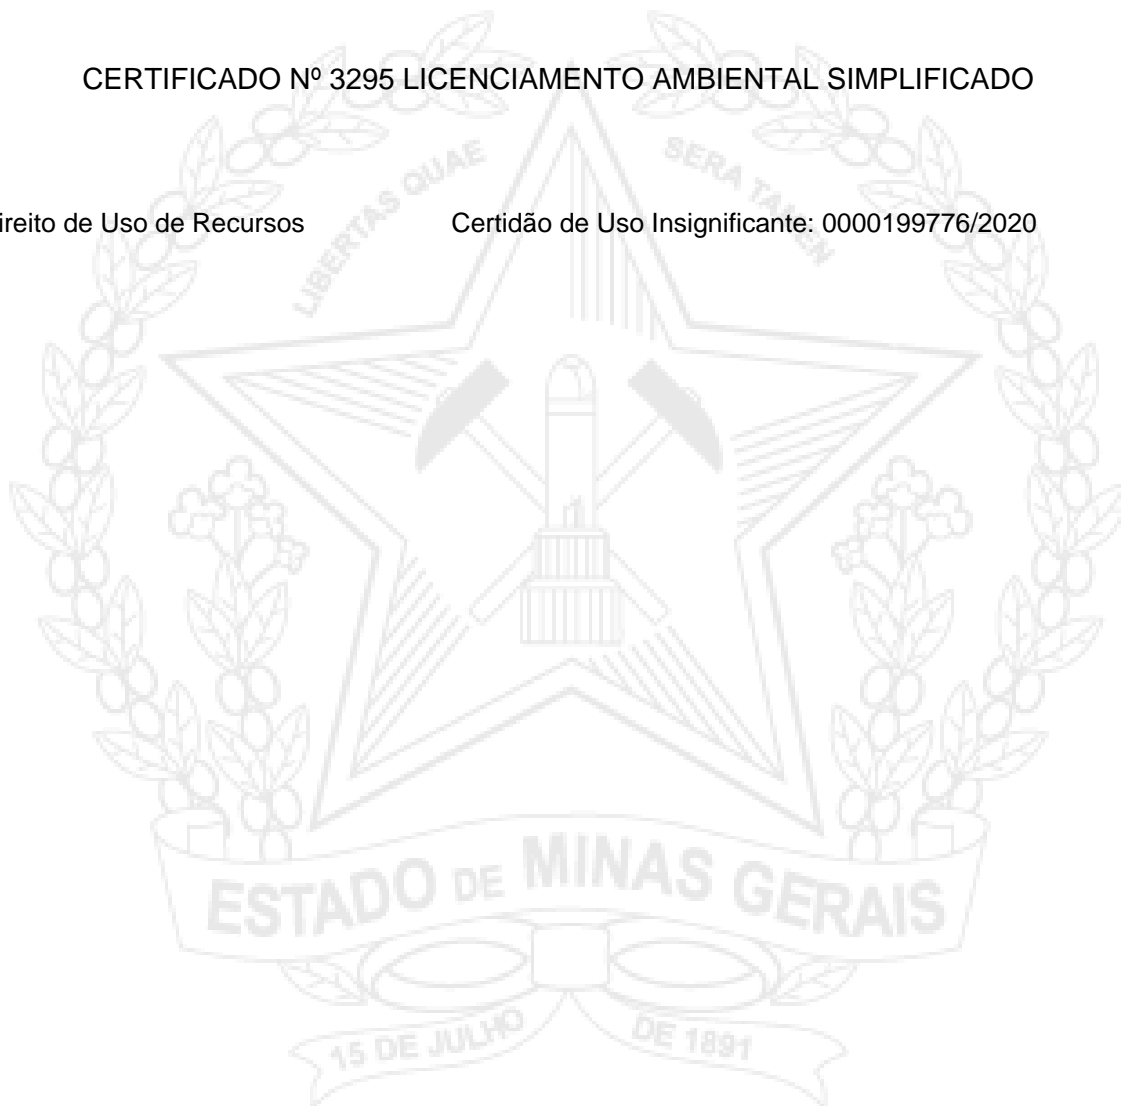 CERTIFICADO Nº 3295 LICENCIAMENTO AMBIENTAL SIMPLIFICADO
LIBERTAS QUAE SERA TAMEN
ireito de Uso de Recursos Certidão de Uso Insignificante: 0000199776/2020
ESTADO DE MINAS GERAIS
15 DE JULHO DE 1891